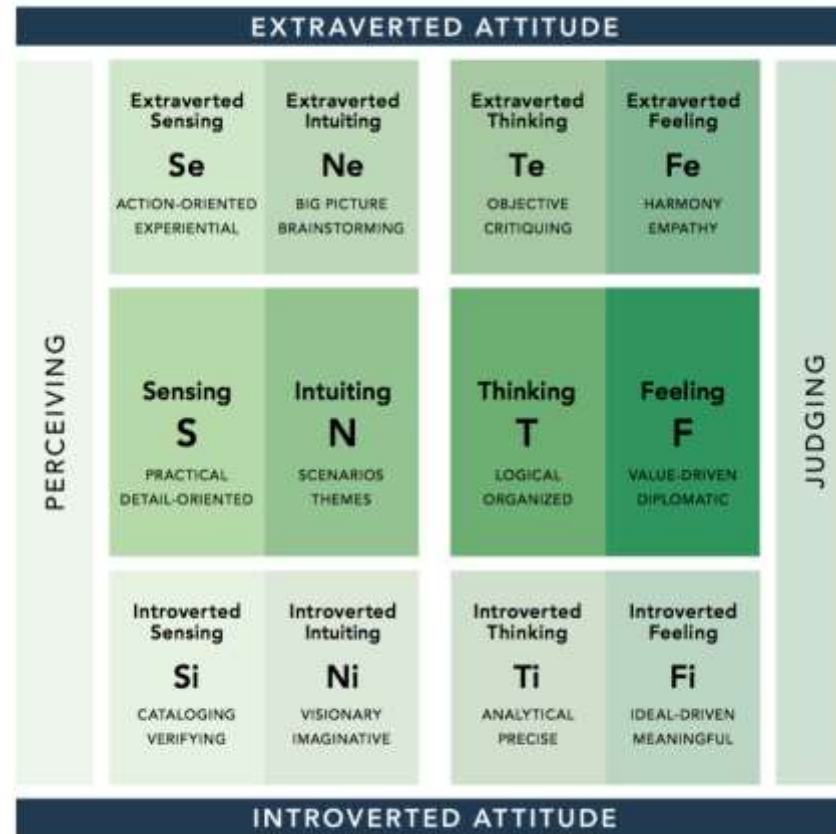 EXTRAVERTED ATTITUDE
PERCEIVING
Extraverted
Sensing
Se
ACTION-ORIENTED
EXPERIENTIAL
Extraverted
Intuiting
Ne
BIG PICTURE
BRAINSTORMING
Extraverted
Thinking
Te
OBJECTIVE
CRITIQUING
Extraverted
Feeling
Fe
HARMONY
EMPATHY
Sensing
S
PRACTICAL
DETAIL-ORIENTED
Intuiting
N
SCENARIOS
THEMES
Thinking
T
LOGICAL
ORGANIZED
Feeling
F
VALUE-DRIVEN
DIPLOMATIC
Introverted
Sensing
Si
CATALOGING
VERIFYING
Introverted
Intuiting
Ni
VISIONARY
IMAGINATIVE
Introverted
Thinking
Ti
ANALYTICAL
PRECISE
Introverted
Feeling
Fi
IDEAL-DRIVEN
MEANINGFUL
JUDGING
INTROVERTED ATTITUDE